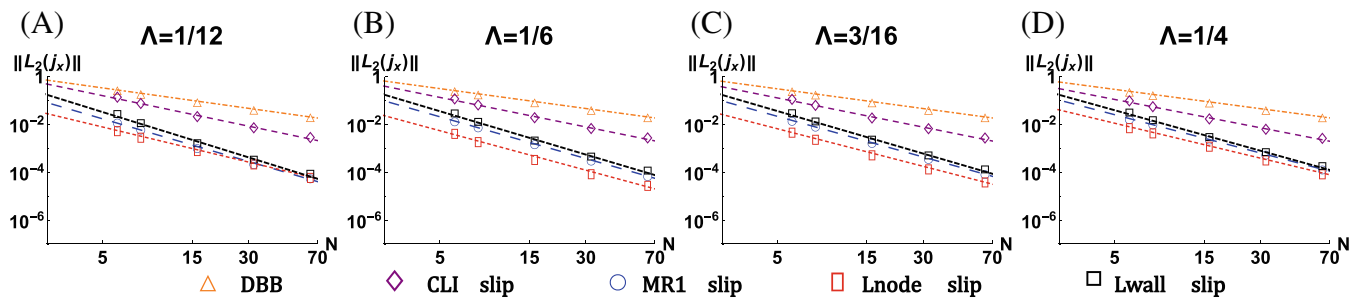 (A) Λ=1/12
‖L₂(jₓ)‖
1
10⁻²
10⁻⁴
10⁻⁶
5 15 30 70 N
(B) Λ=1/6
‖L₂(jₓ)‖
1
10⁻²
10⁻⁴
10⁻⁶
5 15 30 70 N
(C) Λ=3/16
‖L₂(jₓ)‖
1
10⁻²
10⁻⁴
10⁻⁶
5 15 30 70 N
(D) Λ=1/4
‖L₂(jₓ)‖
1
10⁻²
10⁻⁴
10⁻⁶
5 15 30 70 N
DBB CLI slip MR1 slip Lnode slip Lwall slip